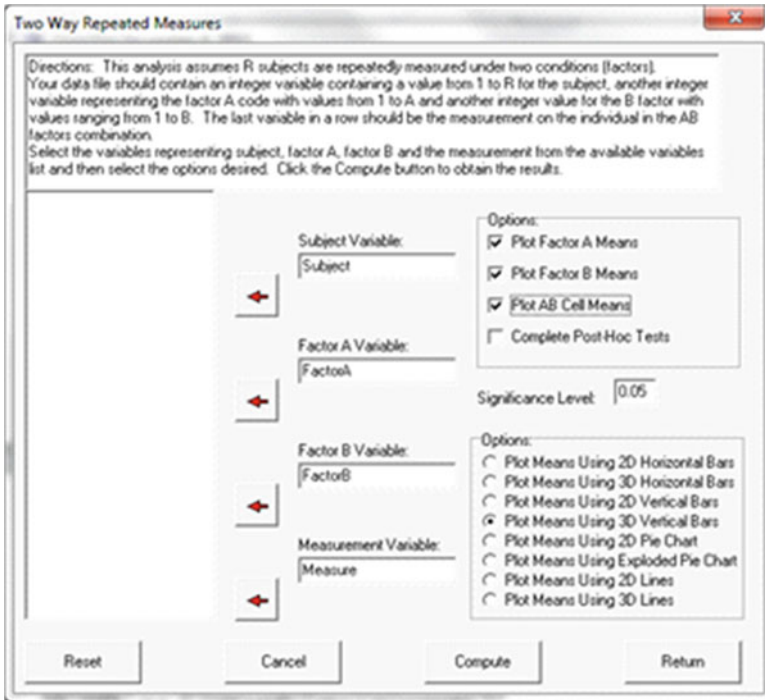 Two Way Repeated Measures
Directions: This analysis assumes R subjects are repeatedly measured under two conditions (factors).
Your data file should contain an integer variable containing a value from 1 to R for the subject, another integer
variable representing the factor A code with values from 1 to A and another integer value for the B factor with
values ranging from 1 to B. The last variable in a row should be the measurement on the individual in the AB
factors combination.
Select the variables representing subject, factor A, factor B and the measurement from the available variables
list and then select the options desired. Click the Compute button to obtain the results.
Subject Variable:
Subject
Factor A Variable:
FactorA
Factor B Variable:
FactorB
Measurement Variable:
Measure
Options:
Plot Factor A Means
Plot Factor B Means
Plot AB Cell Means
Complete Post-Hoc Tests
Significance Level: 0.05
Options:
Plot Means Using 2D Horizontal Bars
Plot Means Using 3D Horizontal Bars
Plot Means Using 2D Vertical Bars
Plot Means Using 3D Vertical Bars
Plot Means Using 2D Pie Chart
Plot Means Using Exploded Pie Chart
Plot Means Using 2D Lines
Plot Means Using 3D Lines
Reset
Cancel
Compute
Return